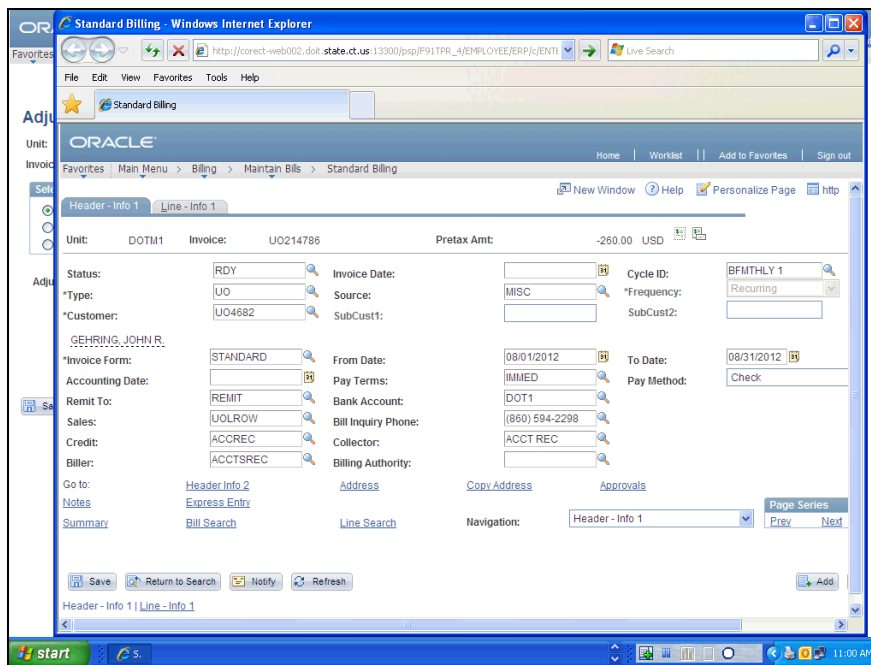 Standard Billing - Windows Internet Explorer
http://corect-web002.doit.state.ct.us:13300/psp/F91TPR_4/EMPLOYEE/ERP/c/ENTE
Live Search
File Edit View Favorites Tools Help
Standard Billing
ORACLE
Home | Worklist | Add to Favorites | Sign out
Favorites Main Menu > Billing > Maintain Bills > Standard Billing
New Window Help Personalize Page http
Header - Info 1 Line - Info 1
Unit: DOTM1 Invoice: UO214786 Pretax Amt: -260.00 USD
Status: RDY Invoice Date: Cycle ID: BFMTHLY 1
*Type: UO Source: MISC *Frequency: Recurring
*Customer: UO4682 SubCust1: SubCust2:
GEHRING, JOHN R.
*Invoice Form: STANDARD From Date: 08/01/2012 To Date: 08/31/2012
Accounting Date: Pay Terms: IMMED Pay Method: Check
Remit To: REMIT Bank Account: DOT1
Sales: UOLROW Bill Inquiry Phone: (860) 594-2298
Credit: ACCREC Collector: ACCT REC
Biller: ACCTSREC Billing Authority:
Go to: Header Info 2 Address Copy Address Approvals
Notes Express Entry Page Series
Summary Bill Search Line Search Navigation: Header - Info 1 Prev Next
Save Return to Search Notify Refresh Add
Header - Info 1 | Line - Info 1
OR
Favorites
Adju
Unit:
Invoic
Sele
Adju
Sa
start S. 11:00 AM